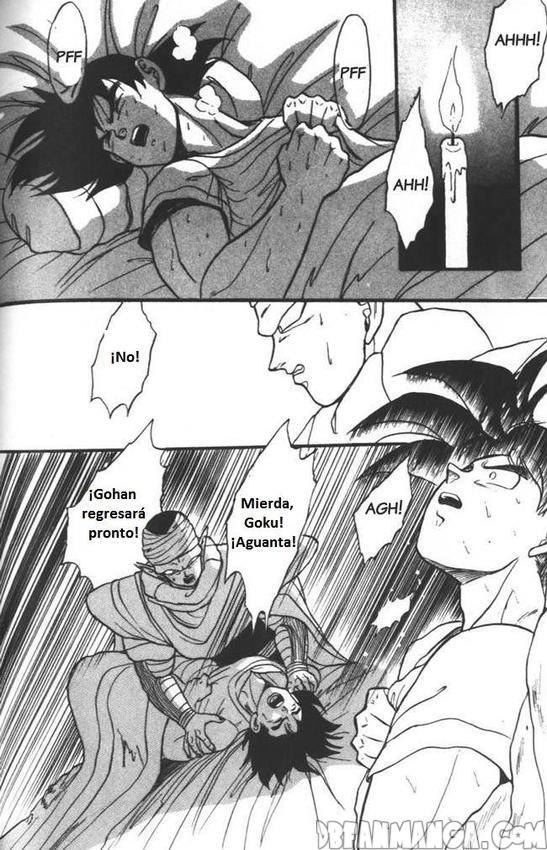 AHHH!
PFF
PFF
AHH!
¡No!
AGH!
Mierda,
Goku!
¡Aguanta!
¡Gohan
regresará
pronto!
DBFANMANGA.COM